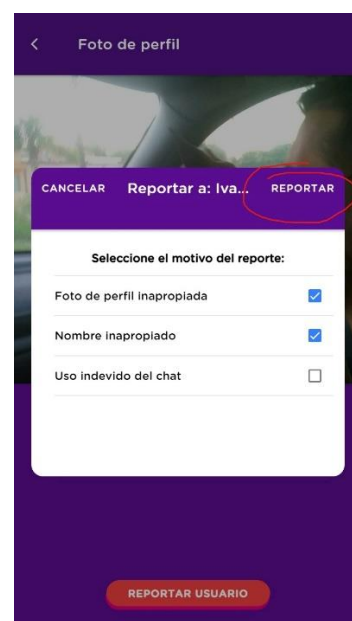 Foto de perfil
CANCELAR Reportar a: Iva... REPORTAR
Seleccione el motivo del reporte:
Foto de perfil inapropiada
Nombre inapropiado
Uso indevido del chat
REPORTAR USUARIO